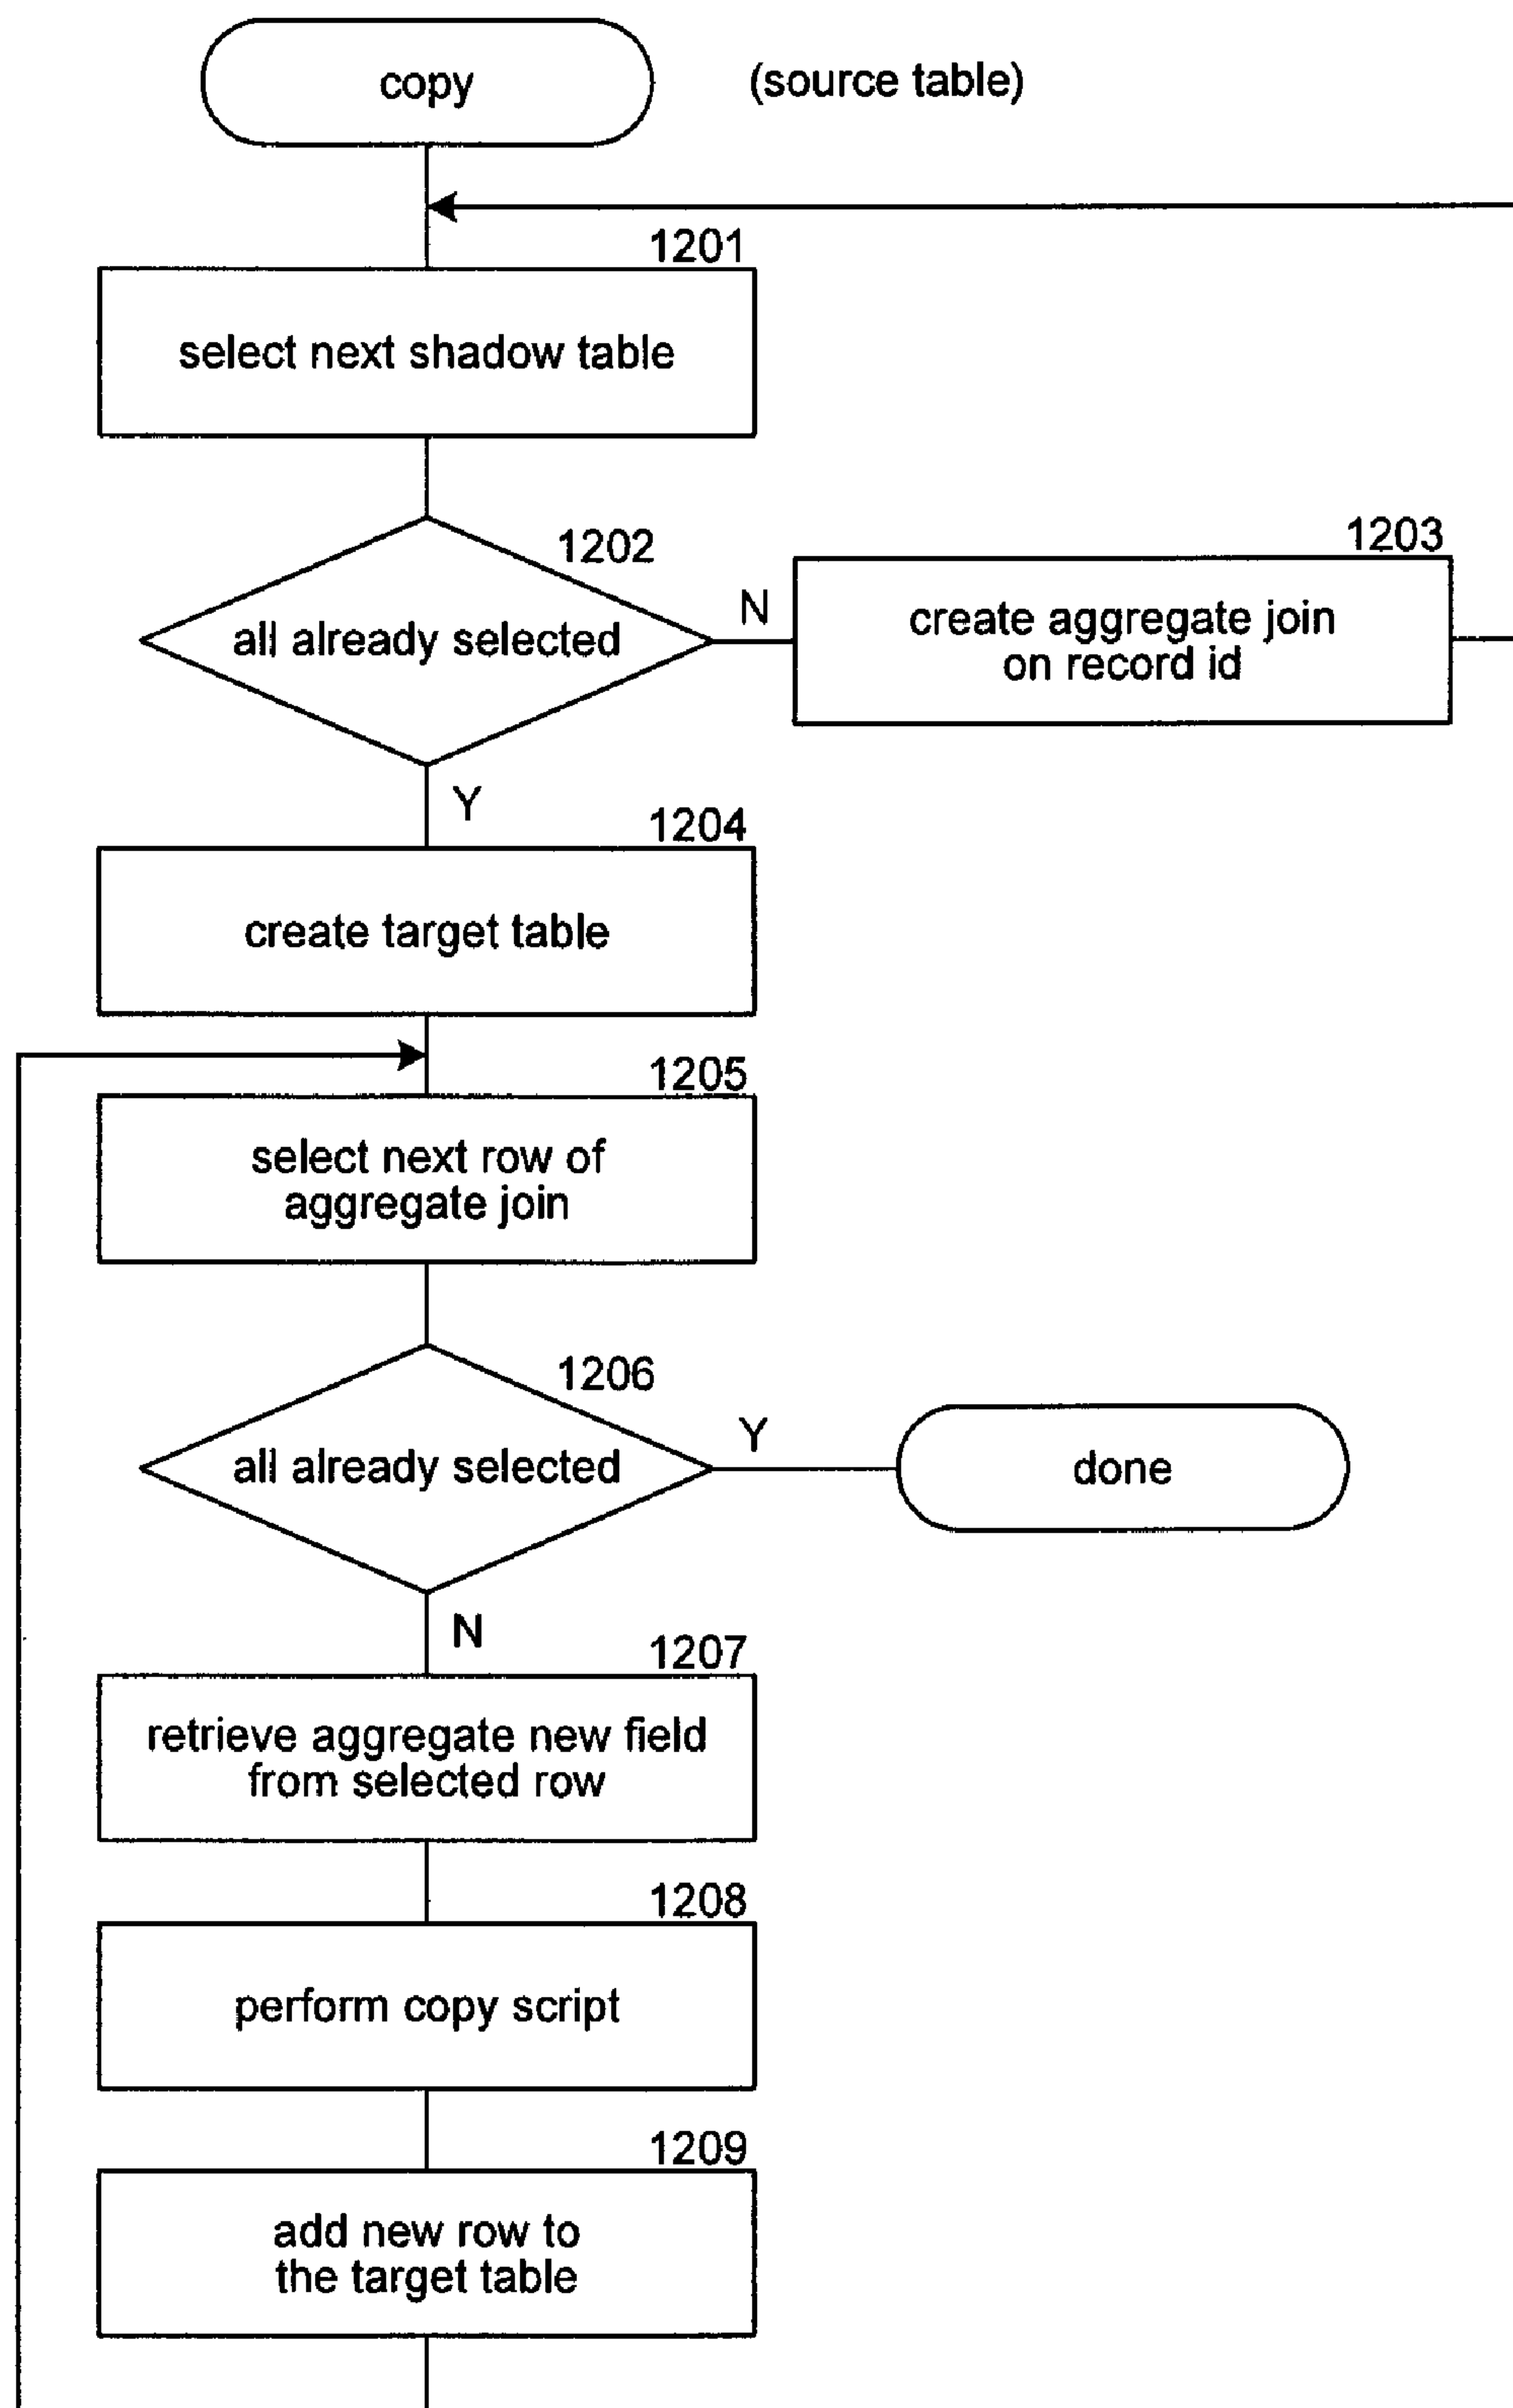 copy
(source table)
1201
select next shadow table
1202
all already selected
N
1203
create aggregate join
on record id
Y
1204
create target table
1205
select next row of
aggregate join
1206
all already selected
Y
done
N
1207
retrieve aggregate new field
from selected row
1208
perform copy script
1209
add new row to
the target table